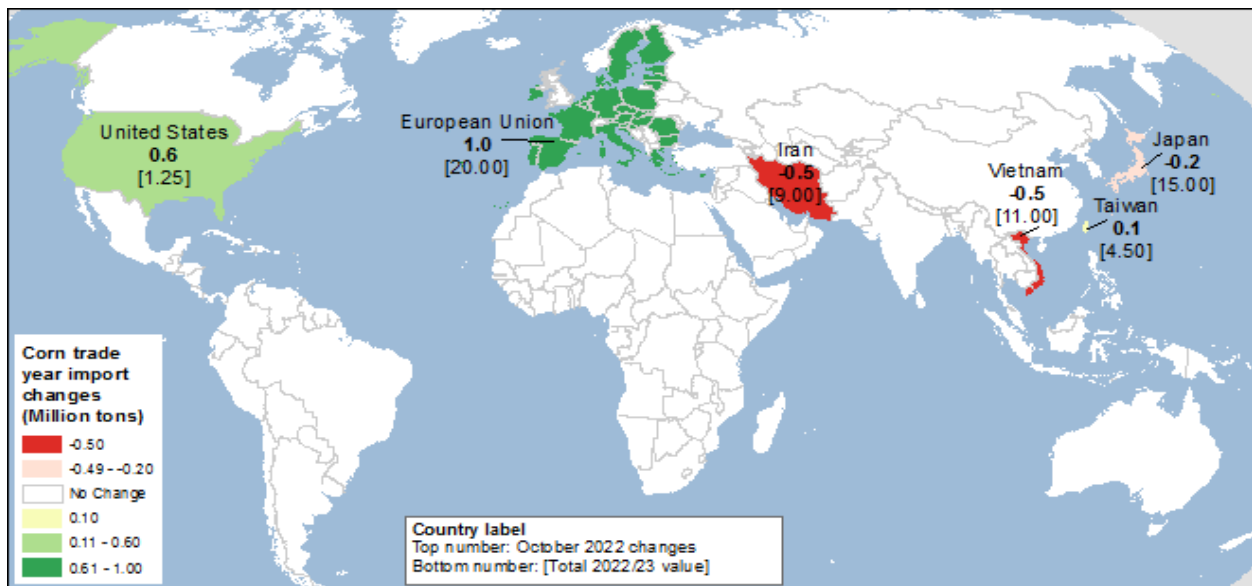 United States
0.6
[1.25]
European Union
1.0
[20.00]
Iran
-0.5
[9.00]
Vietnam
-0.5
[11.00]
Japan
-0.2
[15.00]
Taiwan
0.1
[4.50]
Corn trade
year import
changes
(Million tons)
-0.50
-0.49 - -0.20
No Change
0.10
0.11 - 0.60
0.61 - 1.00
Country label
Top number: October 2022 changes
Bottom number: [Total 2022/23 value]